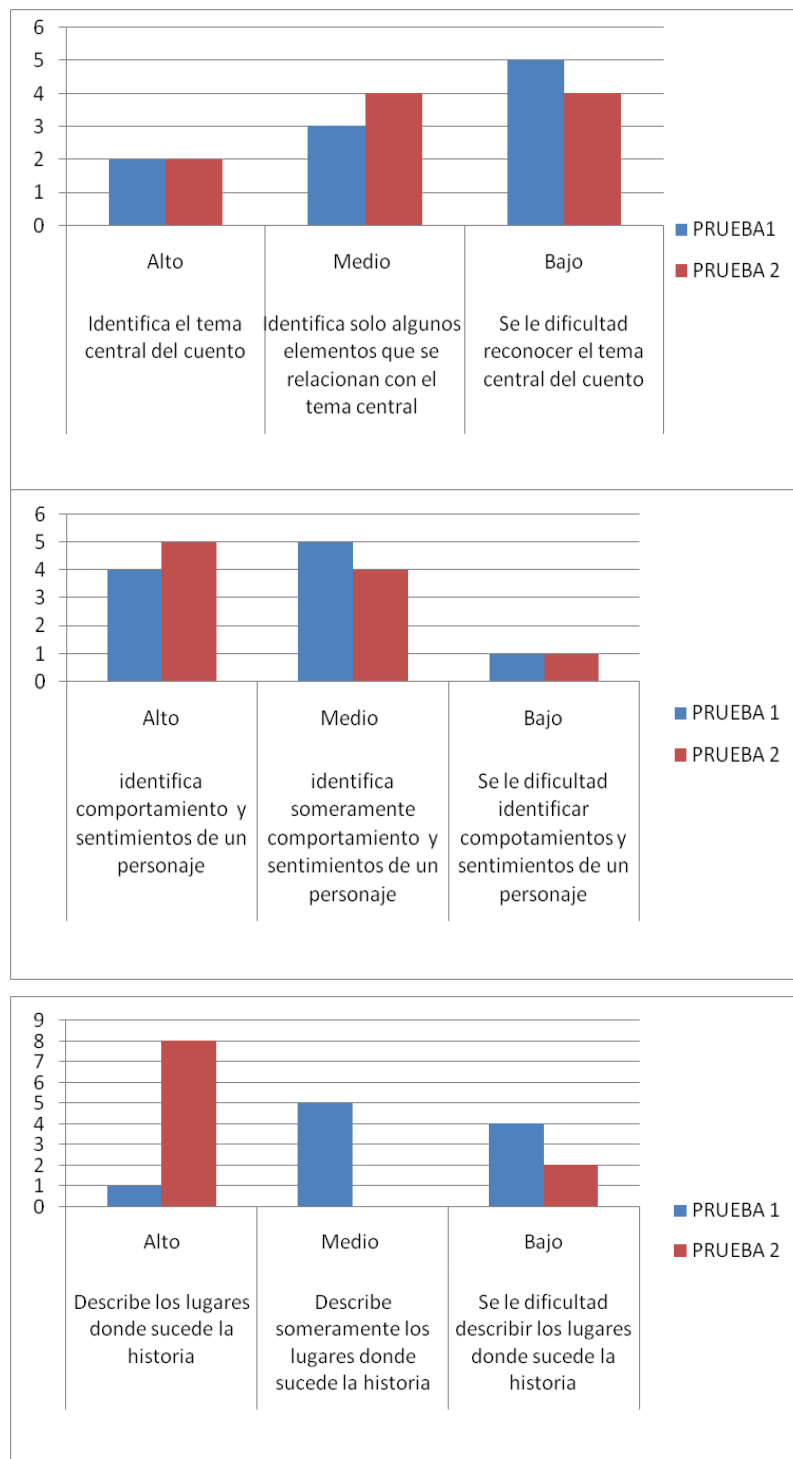 6
5
4
3
2
1
0
PRUEBA1
PRUEBA 2
Alto
Medio
Bajo
Identifica el tema
central del cuento
Identifica solo algunos
elementos que se
relacionan con el
tema central
Se le dificultad
reconocer el tema
central del cuento
6
5
4
3
2
1
0
PRUEBA 1
PRUEBA 2
Alto
Medio
Bajo
identifica
comportamiento y
sentimientos de un
personaje
identifica
someramente
comportamiento y
sentimientos de un
personaje
Se le dificultad
identificar
compotamientos y
sentimientos de un
personaje
9
8
7
6
5
4
3
2
1
0
PRUEBA 1
PRUEBA 2
Alto
Medio
Bajo
Describe los lugares
donde sucede la
historia
Describe
someramente los
lugares donde
sucede la historia
Se le dificultad
describir los lugares
donde sucede la
historia